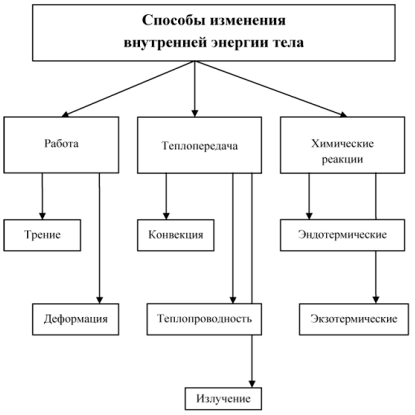 Способы изменения
внутренней энергии тела
Работа
Теплопередача
Химические
реакции
Трение
Конвекция
Эндотермические
Деформация
Теплопроводность
Экзотермические
Излучение